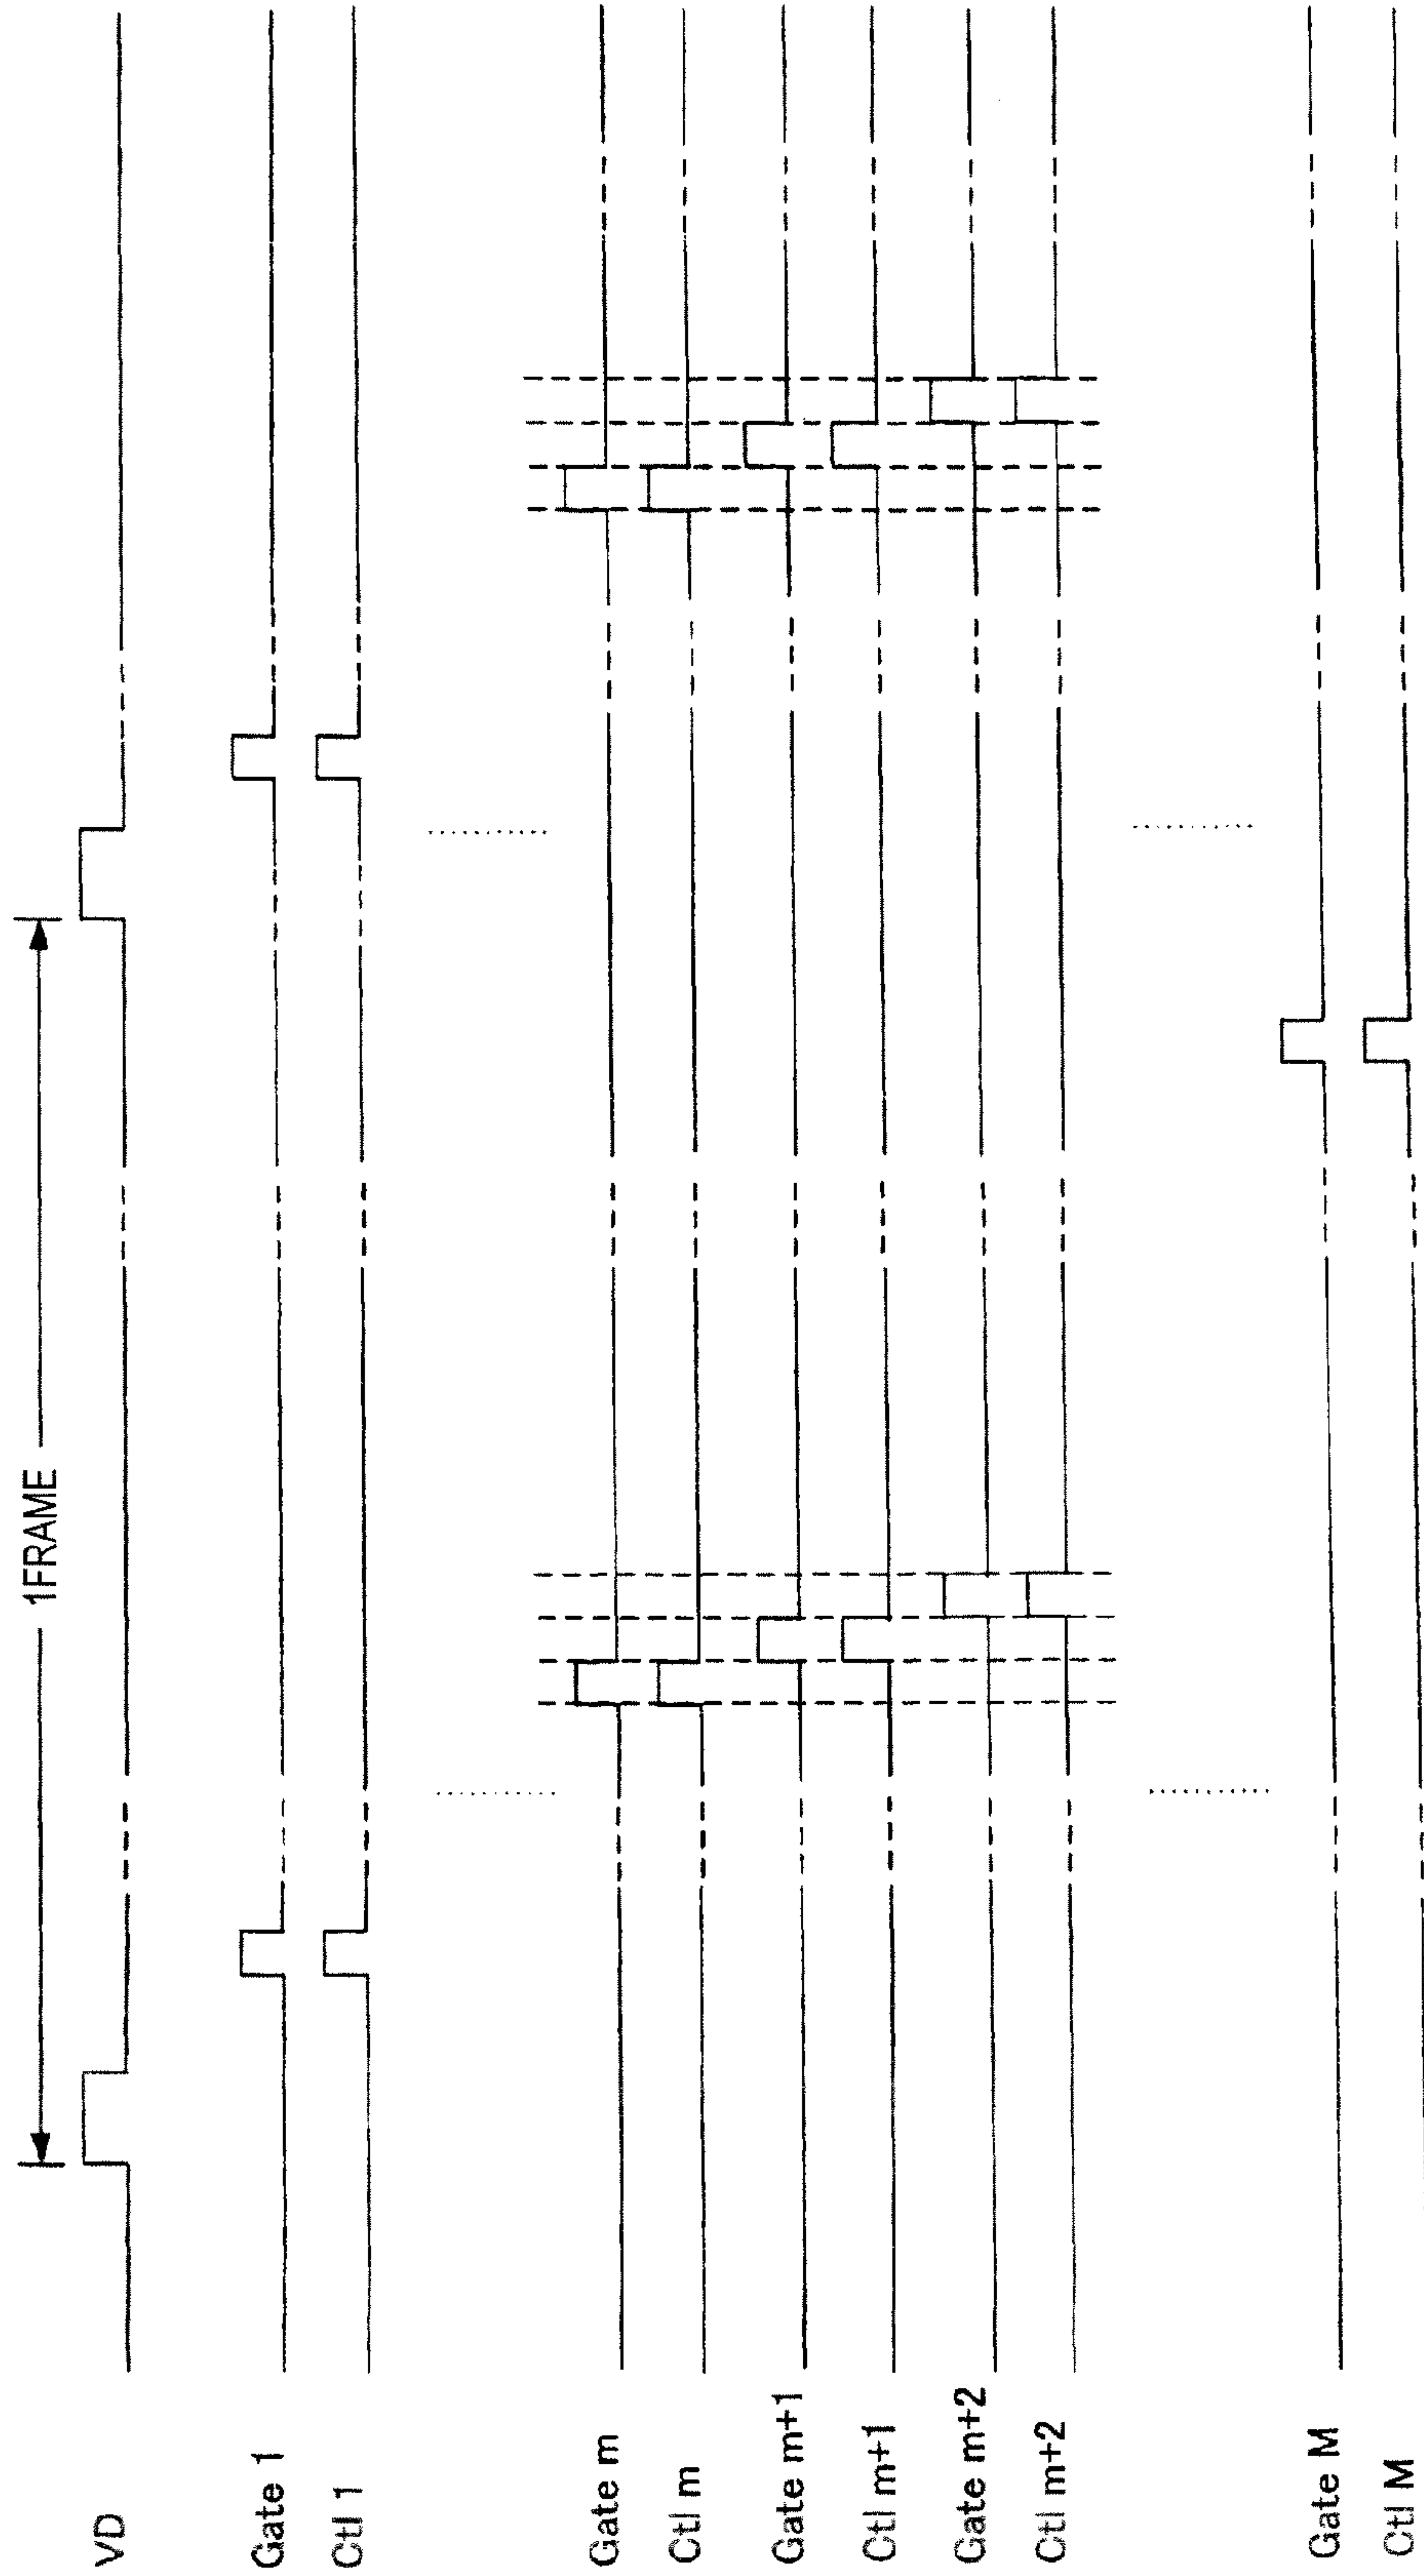 1FRAME
VD
Gate 1
Ctl 1
Gate m
Ctl m
Gate m+1
Ctl m+1
Gate m+2
Ctl m+2
Gate M
Ctl M